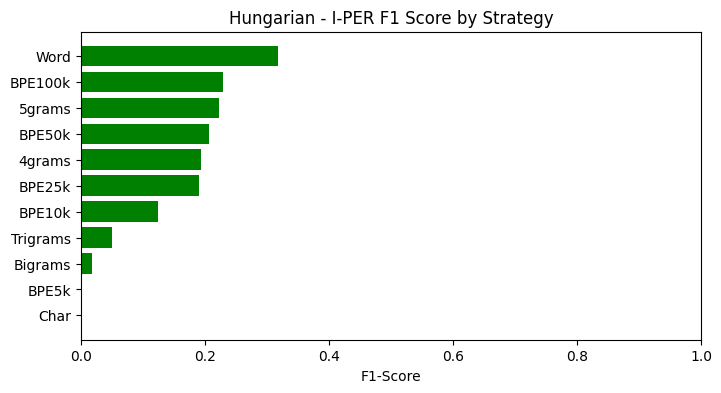 Hungarian - I-PER F1 Score by Strategy
Word
BPE100k
5grams
BPE50k
4grams
BPE25k
BPE10k
Trigrams
Bigrams
BPE5k
Char
0.0 0.2 0.4 0.6 0.8 1.0
F1-Score